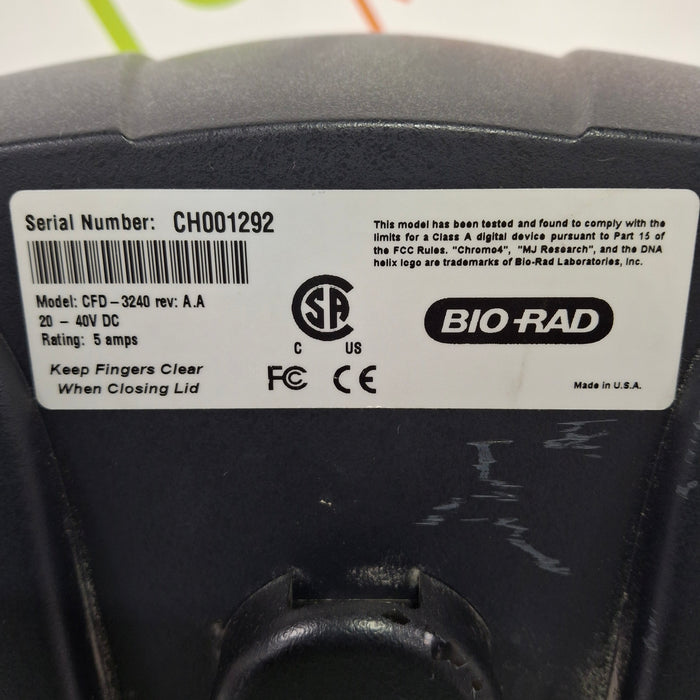 Serial Number: CH001292
Model: CFD-3240 rev: A.A
20 - 40V DC
Rating: 5 amps
Keep Fingers Clear
When Closing Lid
SA
C US
FC CE
This model has been tested and found to comply with the
limits for a Class A digital device pursuant to Part 15 of
the FCC Rules. "Chromo4", "MJ Research", and the DNA
helix logo are trademarks of Bio-Rad Laboratories, Inc.
BIO-RAD
Made in U.S.A.